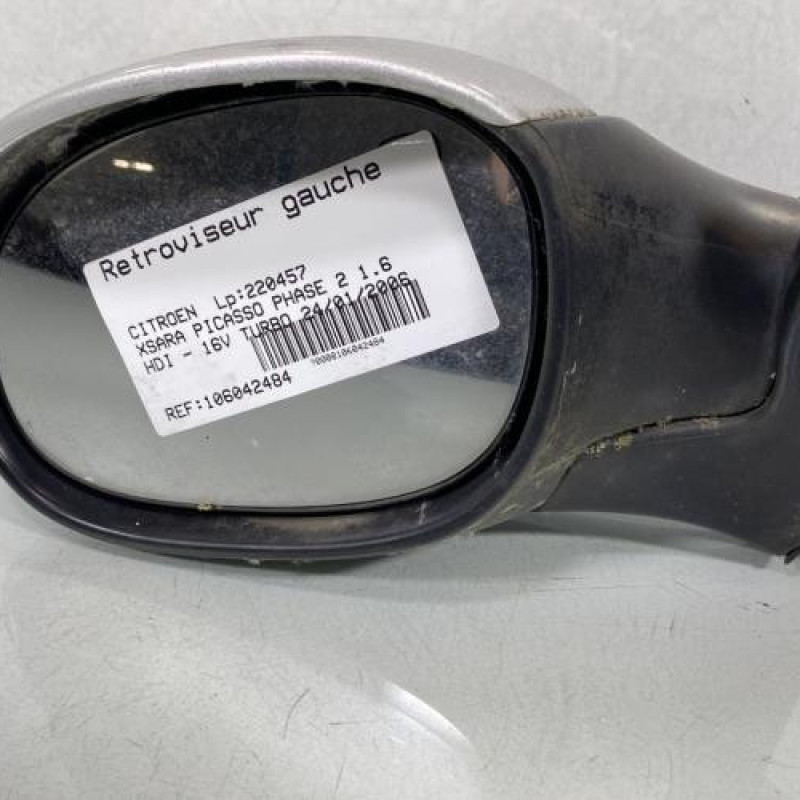 Retroviseur gauche
CITROEN Lp:220457
XSARA PICASSO PHASE 2 1.6
HDI - 16V TURBO 24/01/2006
*0000106042484
REF:106042484